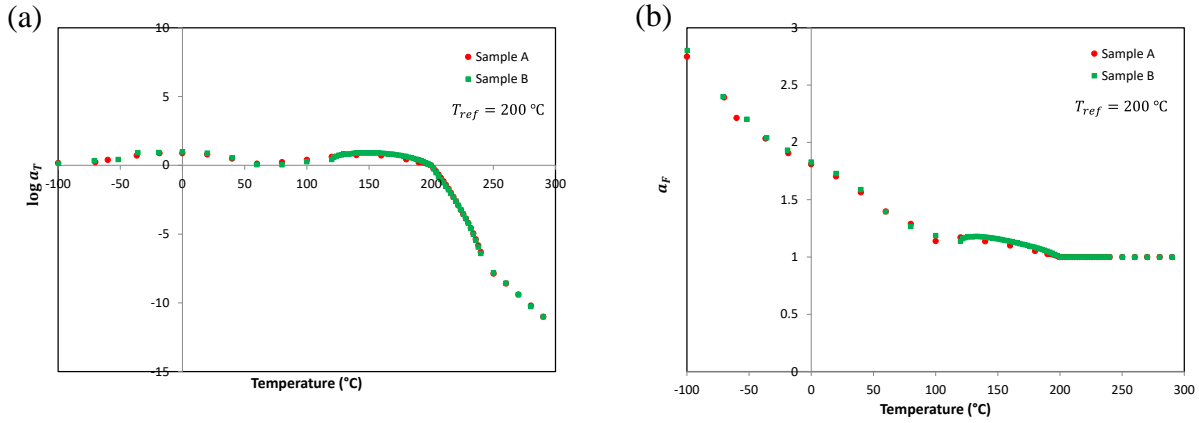 (a)
10
5
0
-5
-10
-15
-100
-50
0
50
100
150
200
250
300
log a_T
Temperature (°C)
Sample A
Sample B
T_ref = 200 °C
(b)
3
2.5
2
1.5
1
0.5
0
-100
-50
0
50
100
150
200
250
300
a_F
Temperature (°C)
Sample A
Sample B
T_ref = 200 °C